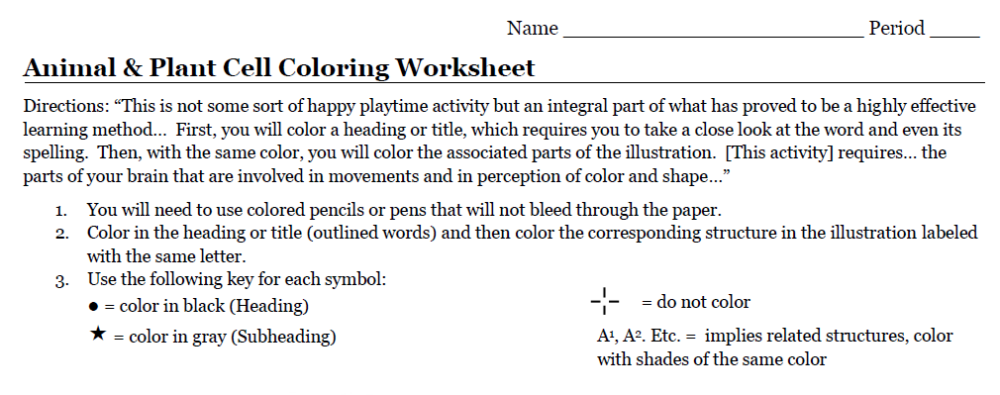 Name ______________________________ Period _____
Animal & Plant Cell Coloring Worksheet
Directions: “This is not some sort of happy playtime activity but an integral part of what has proved to be a highly effective
learning method… First, you will color a heading or title, which requires you to take a close look at the word and even its
spelling. Then, with the same color, you will color the associated parts of the illustration. [This activity] requires… the
parts of your brain that are involved in movements and in perception of color and shape…”
1. You will need to use colored pencils or pens that will not bleed through the paper.
2. Color in the heading or title (outlined words) and then color the corresponding structure in the illustration labeled
with the same letter.
3. Use the following key for each symbol:
● = color in black (Heading)
★ = color in gray (Subheading)
-¦- = do not color
A¹, A². Etc. = implies related structures, color
with shades of the same color